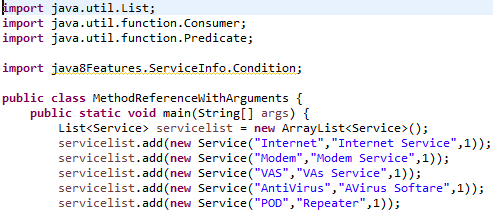 import java.util.List;
import java.util.function.Consumer;
import java.util.function.Predicate;
import java8Features.ServiceInfo.Condition;
public class MethodReferenceWithArguments {
public static void main(String[] args) {
List<Service> servicelist = new ArrayList<Service>();
servicelist.add(new Service("Internet","Internet Service",1));
servicelist.add(new Service("Modem","Modem Service",1));
servicelist.add(new Service("VAS","VAs Service",1));
servicelist.add(new Service("AntiVirus","AVirus Softare",1));
servicelist.add(new Service("POD","Repeater",1));